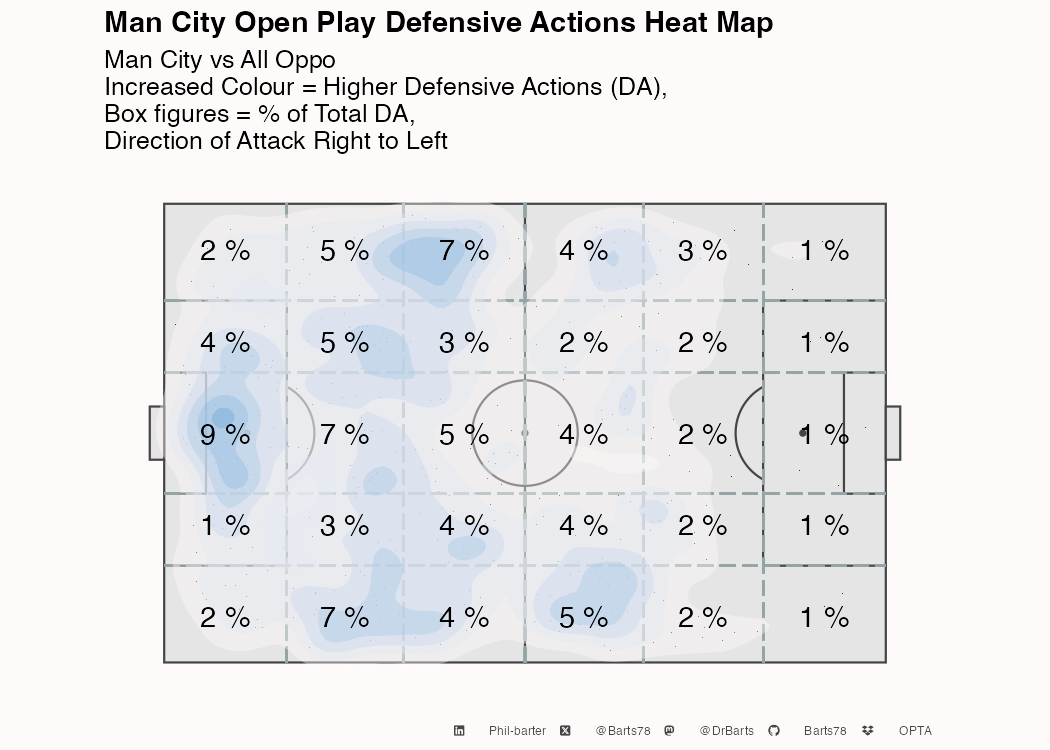 Man City Open Play Defensive Actions Heat Map
Man City vs All Oppo
Increased Colour = Higher Defensive Actions (DA),
Box figures = % of Total DA,
Direction of Attack Right to Left
2 % 5 % 7 % 4 % 3 % 1 %
4 % 5 % 3 % 2 % 2 % 1 %
9 % 7 % 5 % 4 % 2 % 1 %
1 % 3 % 4 % 4 % 2 % 1 %
2 % 7 % 4 % 5 % 2 % 1 %
Phil-barter @Barts78 @DrBarts Barts78 OPTA